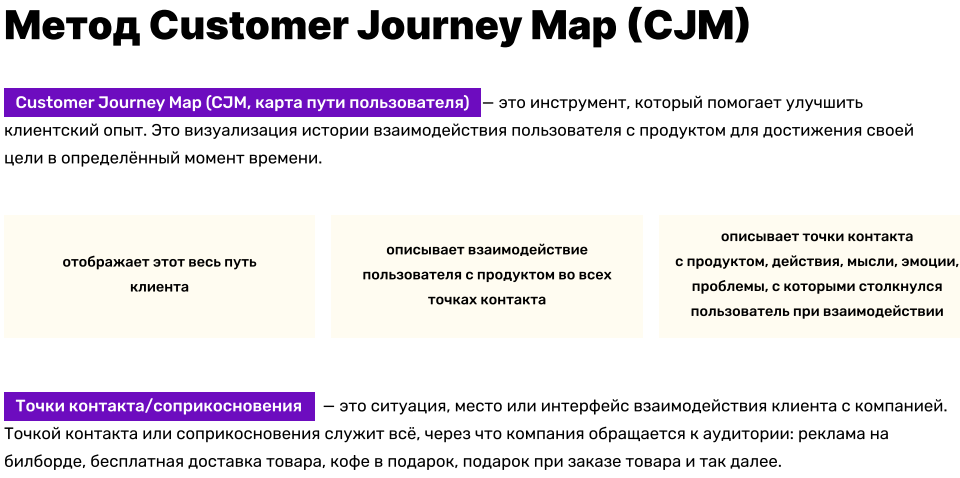 Метод Customer Journey Map (CJM)
Customer Journey Map (CJM, карта пути пользователя) — это инструмент, который помогает улучшить
клиентский опыт. Это визуализация истории взаимодействия пользователя с продуктом для достижения своей
цели в определённый момент времени.
отображает этот весь путь
клиента
описывает взаимодействие
пользователя с продуктом во всех
точках контакта
описывает точки контакта
с продуктом, действия, мысли, эмоции,
проблемы, с которыми столкнулся
пользователь при взаимодействии
Точки контакта/соприкосновения — это ситуация, место или интерфейс взаимодействия клиента с компанией.
Точкой контакта или соприкосновения служит всё, через что компания обращается к аудитории: реклама на
билборде, бесплатная доставка товара, кофе в подарок, подарок при заказе товара и так далее.